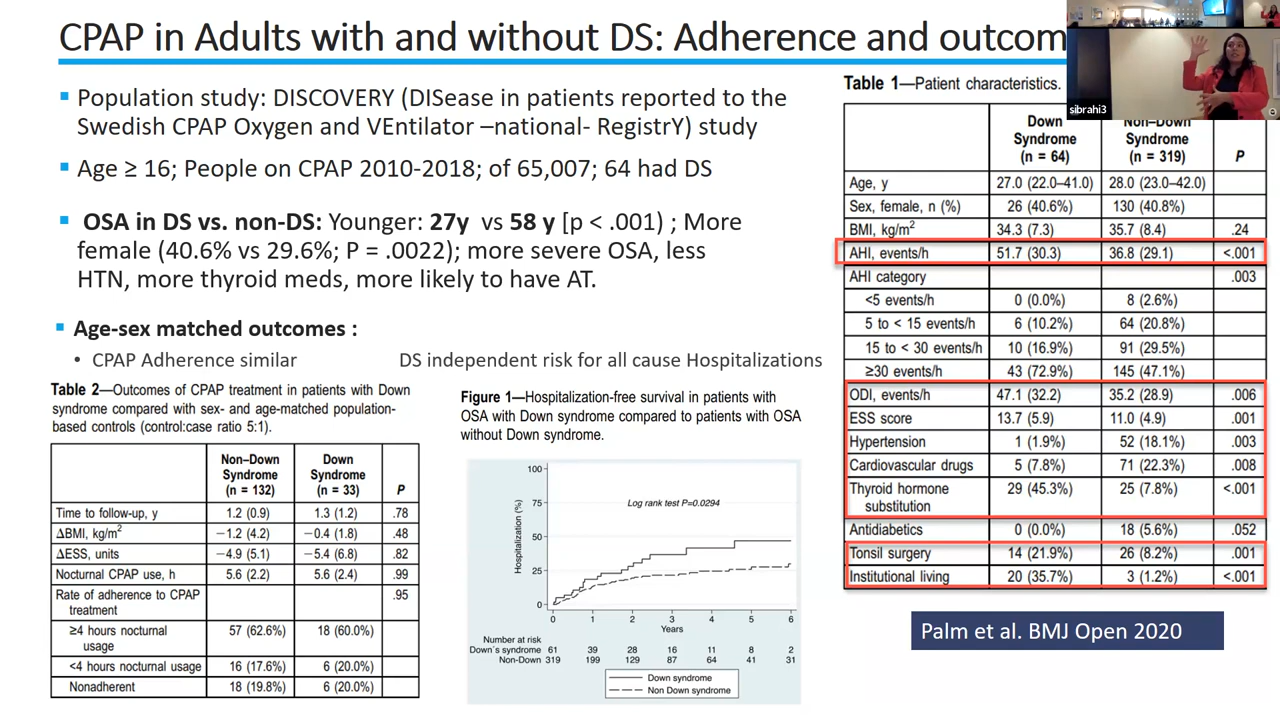 CPAP in Adults with and without DS: Adherence and outcom
sibrahi3
▪ Population study: DISCOVERY (DISease in patients reported to the
Swedish CPAP Oxygen and VEntilator –national- RegistrY) study
▪ Age ≥ 16; People on CPAP 2010-2018; of 65,007; 64 had DS
▪ OSA in DS vs. non-DS: Younger: 27y vs 58 y [p < .001) ; More
female (40.6% vs 29.6%; P = .0022); more severe OSA, less
HTN, more thyroid meds, more likely to have AT.
▪ Age-sex matched outcomes :
• CPAP Adherence similar DS independent risk for all cause Hospitalizations
Table 2—Outcomes of CPAP treatment in patients with Down
syndrome compared with sex- and age-matched population-
based controls (control:case ratio 5:1).
Non–Down Down
Syndrome Syndrome
(n = 132) (n = 33) P
Time to follow-up, y 1.2 (0.9) 1.3 (1.2) .78
ΔBMI, kg/m² −1.2 (4.2) −0.4 (1.8) .48
ΔESS, units −4.9 (5.1) −5.4 (6.8) .82
Nocturnal CPAP use, h 5.6 (2.2) 5.6 (2.4) .99
Rate of adherence to CPAP .95
treatment
≥4 hours nocturnal 57 (62.6%) 18 (60.0%)
usage
<4 hours nocturnal usage 16 (17.6%) 6 (20.0%)
Nonadherent 18 (19.8%) 6 (20.0%)
Figure 1—Hospitalization-free survival in patients with
OSA with Down syndrome compared to patients with OSA
without Down syndrome.
Hospitalization (%)
100
75
50
25
0
Log rank test P=0.0294
0 1 2 3 4 5 6
Years
Number at risk
Down's syndrome 61 39 28 16 11 8 2
Non-Down 319 199 129 87 64 41 31
Down syndrome
Non Down syndrome
Table 1—Patient characteristics.
Down Non–Down
Syndrome Syndrome
(n = 64) (n = 319) P
Age, y 27.0 (22.0–41.0) 28.0 (23.0–42.0)
Sex, female, n (%) 26 (40.6%) 130 (40.8%)
BMI, kg/m² 34.3 (7.3) 35.7 (8.4) .24
AHI, events/h 51.7 (30.3) 36.8 (29.1) <.001
AHI category .003
<5 events/h 0 (0.0%) 8 (2.6%)
5 to < 15 events/h 6 (10.2%) 64 (20.8%)
15 to < 30 events/h 10 (16.9%) 91 (29.5%)
≥30 events/h 43 (72.9%) 145 (47.1%)
ODI, events/h 47.1 (32.2) 35.2 (28.9) .006
ESS score 13.7 (5.9) 11.0 (4.9) .001
Hypertension 1 (1.9%) 52 (18.1%) .003
Cardiovascular drugs 5 (7.8%) 71 (22.3%) .008
Thyroid hormone 29 (45.3%) 25 (7.8%) <.001
substitution
Antidiabetics 0 (0.0%) 18 (5.6%) .052
Tonsil surgery 14 (21.9%) 26 (8.2%) .001
Institutional living 20 (35.7%) 3 (1.2%) <.001
Palm et al. BMJ Open 2020